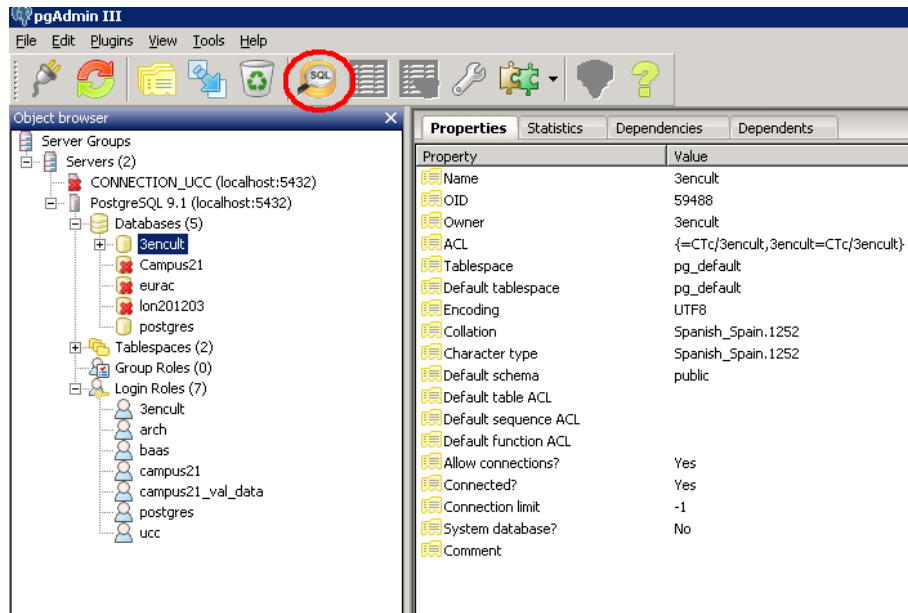 pgAdmin III
File Edit Plugins View Tools Help
SQL
Object browser
Server Groups
Servers (2)
CONNECTION_UCC (localhost:5432)
PostgreSQL 9.1 (localhost:5432)
Databases (5)
3encult
Campus21
eurac
lon201203
postgres
Tablespaces (2)
Group Roles (0)
Login Roles (7)
3encult
arch
baas
campus21
campus21_val_data
postgres
ucc
Properties Statistics Dependencies Dependents
Property Value
Name 3encult
OID 59488
Owner 3encult
ACL {=CTc/3encult,3encult=CTc/3encult}
Tablespace pg_default
Default tablespace pg_default
Encoding UTF8
Collation Spanish_Spain.1252
Character type Spanish_Spain.1252
Default schema public
Default table ACL
Default sequence ACL
Default function ACL
Allow connections? Yes
Connected? Yes
Connection limit -1
System database? No
Comment